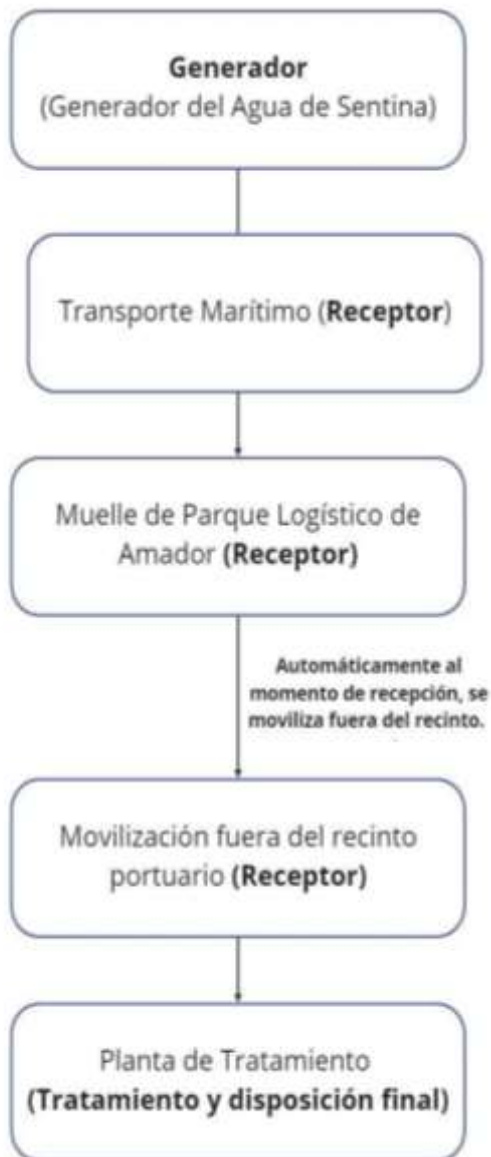 Generador
(Generador del Agua de Sentina)
Transporte Marítimo (Receptor)
Muelle de Parque Logístico de
Amador (Receptor)
Automáticamente al
momento de recepción, se
moviliza fuera del recinto.
Movilización fuera del recinto
portuario (Receptor)
Planta de Tratamiento
(Tratamiento y disposición final)